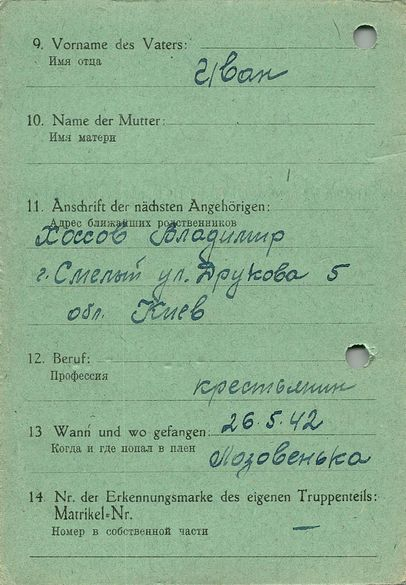 9. Vorname des Vaters:
Имя отца
Иван
10. Name der Mutter:
Имя матери
11. Anschrift der nächsten Angehörigen:
Адрес ближайших родственников
Хоссов Владимир
г. Смелый ул. Друкова 5
обл. Киев
12. Beruf:
Профессия
крестьянин
13 Wann und wo gefangen: 26.5.42
Когда и где попал в плен
Лозовенька
14 Nr. der Erkennungsmarke des eigenen Truppenteils:
Matrikel-Nr.
Номер в собственной части –